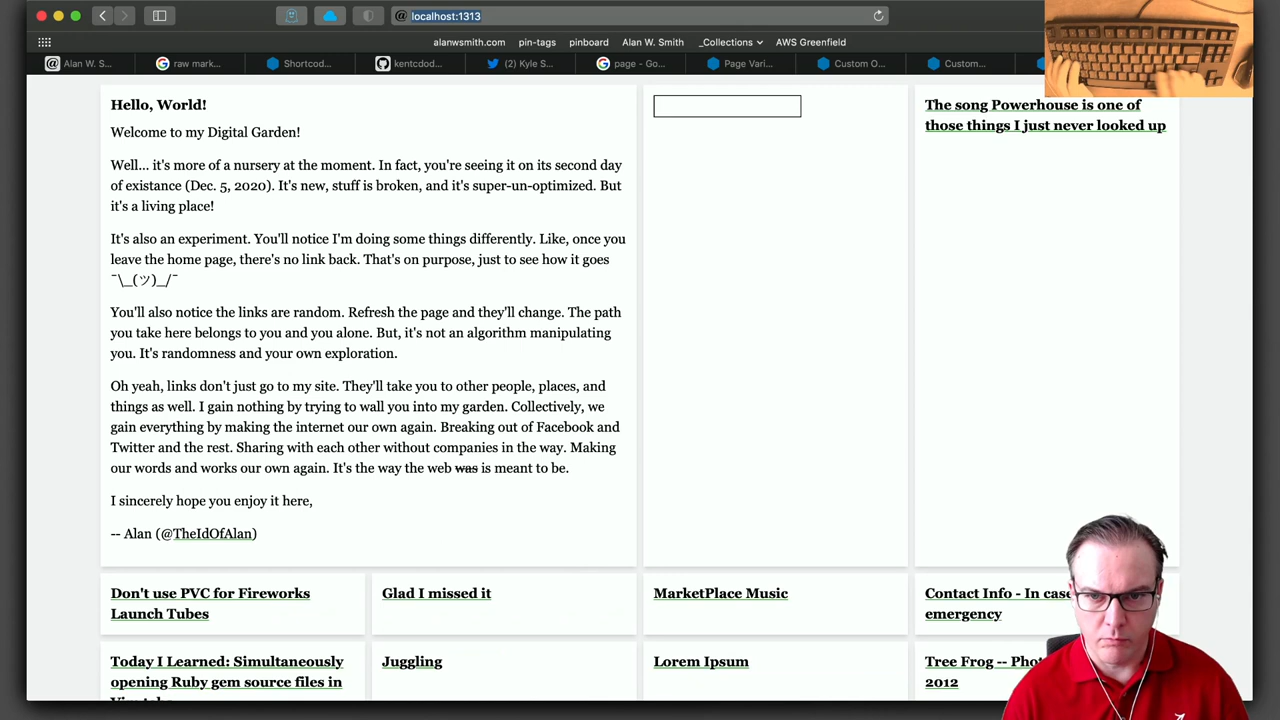 @ localhost:1313
alanwsmith.com pin-tags pinboard Alan W. Smith _Collections AWS Greenfield
Alan W. S... raw mark... Shortcod... kentcdod... (2) Kyle S... page - Go... Page Vari... Custom O... Custom...
Hello, World!
Welcome to my Digital Garden!
Well... it's more of a nursery at the moment. In fact, you're seeing it on its second day
of existance (Dec. 5, 2020). It's new, stuff is broken, and it's super-un-optimized. But
it's a living place!
It's also an experiment. You'll notice I'm doing some things differently. Like, once you
leave the home page, there's no link back. That's on purpose, just to see how it goes
¯\_(ツ)_/¯
You'll also notice the links are random. Refresh the page and they'll change. The path
you take here belongs to you and you alone. But, it's not an algorithm manipulating
you. It's randomness and your own exploration.
Oh yeah, links don't just go to my site. They'll take you to other people, places, and
things as well. I gain nothing by trying to wall you into my garden. Collectively, we
gain everything by making the internet our own again. Breaking out of Facebook and
Twitter and the rest. Sharing with each other without companies in the way. Making
our words and works our own again. It's the way the web was is meant to be.
I sincerely hope you enjoy it here,
-- Alan (@TheIdOfAlan)
The song Powerhouse is one of
those things I just never looked up
Don't use PVC for Fireworks
Launch Tubes
Glad I missed it
MarketPlace Music
Contact Info - In case
emergency
Today I Learned: Simultaneously
opening Ruby gem source files in
Juggling
Lorem Ipsum
Tree Frog -- Pho
2012